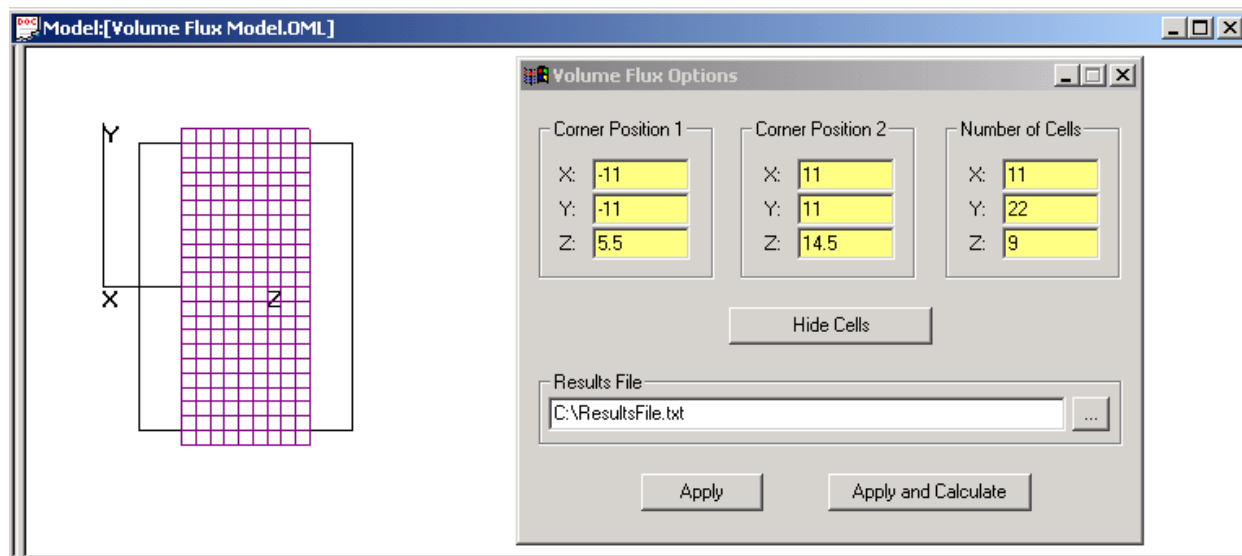 Model:[Volume Flux Model.OML]
Y
X
Z
Volume Flux Options
Corner Position 1
X: -11
Y: -11
Z: 5.5
Corner Position 2
X: 11
Y: 11
Z: 14.5
Number of Cells
X: 11
Y: 22
Z: 9
Hide Cells
Results File
C:\ResultsFile.txt
...
Apply
Apply and Calculate